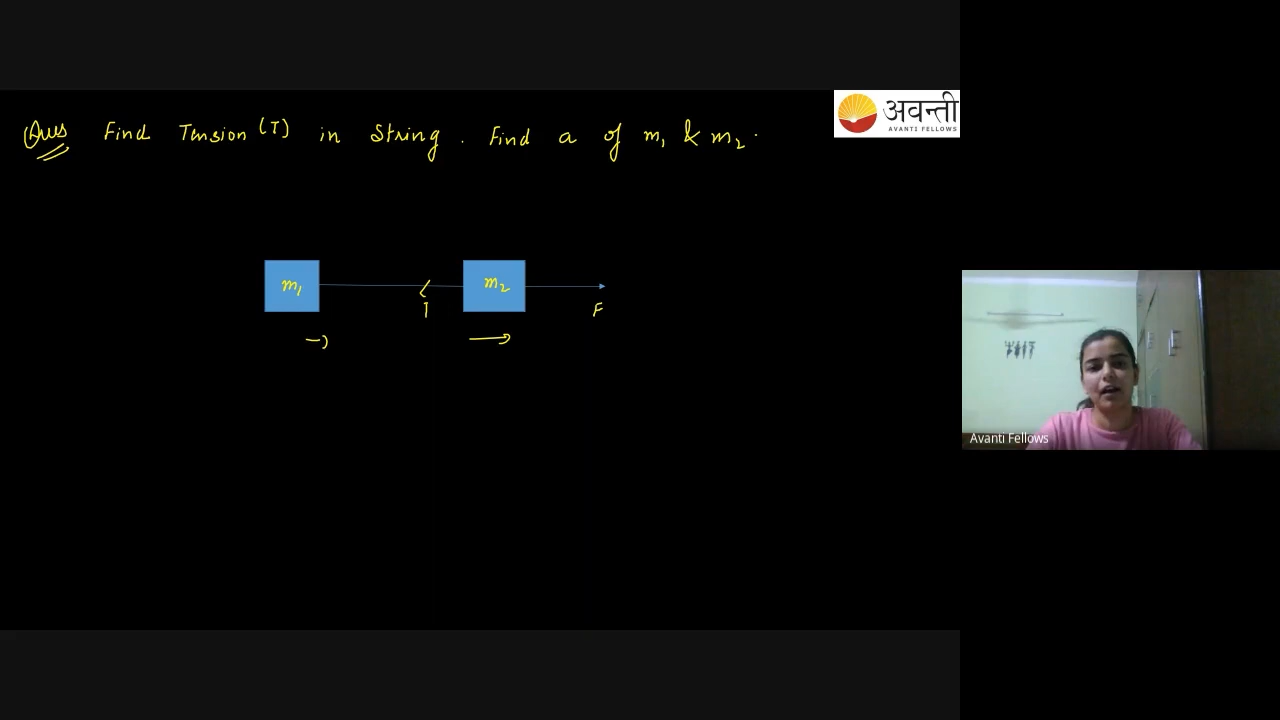 Ques Find Tension (T) in String. Find a of m₁ & m₂.
अवन्ती
AVANTI FELLOWS
m₁ m₂
T F
Avanti Fellows